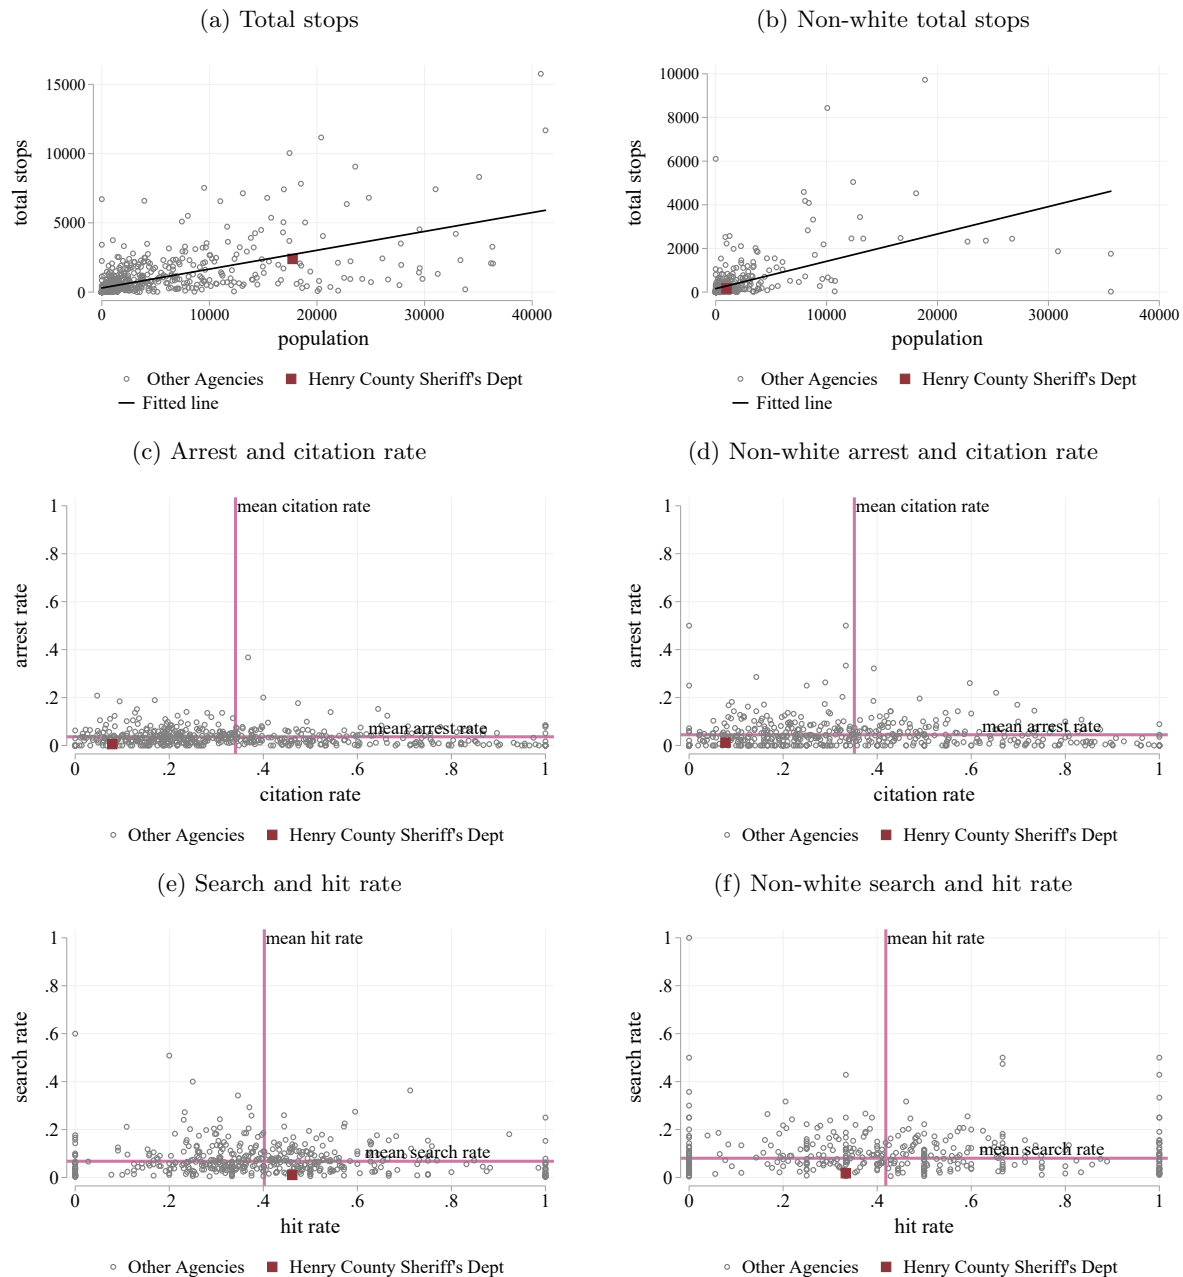 (a) Total stops
(b) Non-white total stops
total stops
15000
10000
5000
0
0
10000
20000
30000
40000
population
Other Agencies
Henry County Sheriff's Dept
Fitted line
total stops
10000
8000
6000
4000
2000
0
0
10000
20000
30000
40000
population
Other Agencies
Henry County Sheriff's Dept
Fitted line
(c) Arrest and citation rate
(d) Non-white arrest and citation rate
arrest rate
1
.8
.6
.4
.2
0
mean citation rate
mean arrest rate
0
.2
.4
.6
.8
1
citation rate
Other Agencies
Henry County Sheriff's Dept
arrest rate
1
.8
.6
.4
.2
0
mean citation rate
mean arrest rate
0
.2
.4
.6
.8
1
citation rate
Other Agencies
Henry County Sheriff's Dept
(e) Search and hit rate
(f) Non-white search and hit rate
search rate
1
.8
.6
.4
.2
0
mean hit rate
mean search rate
0
.2
.4
.6
.8
1
hit rate
Other Agencies
Henry County Sheriff's Dept
search rate
1
.8
.6
.4
.2
0
mean hit rate
mean search rate
0
.2
.4
.6
.8
1
hit rate
Other Agencies
Henry County Sheriff's Dept